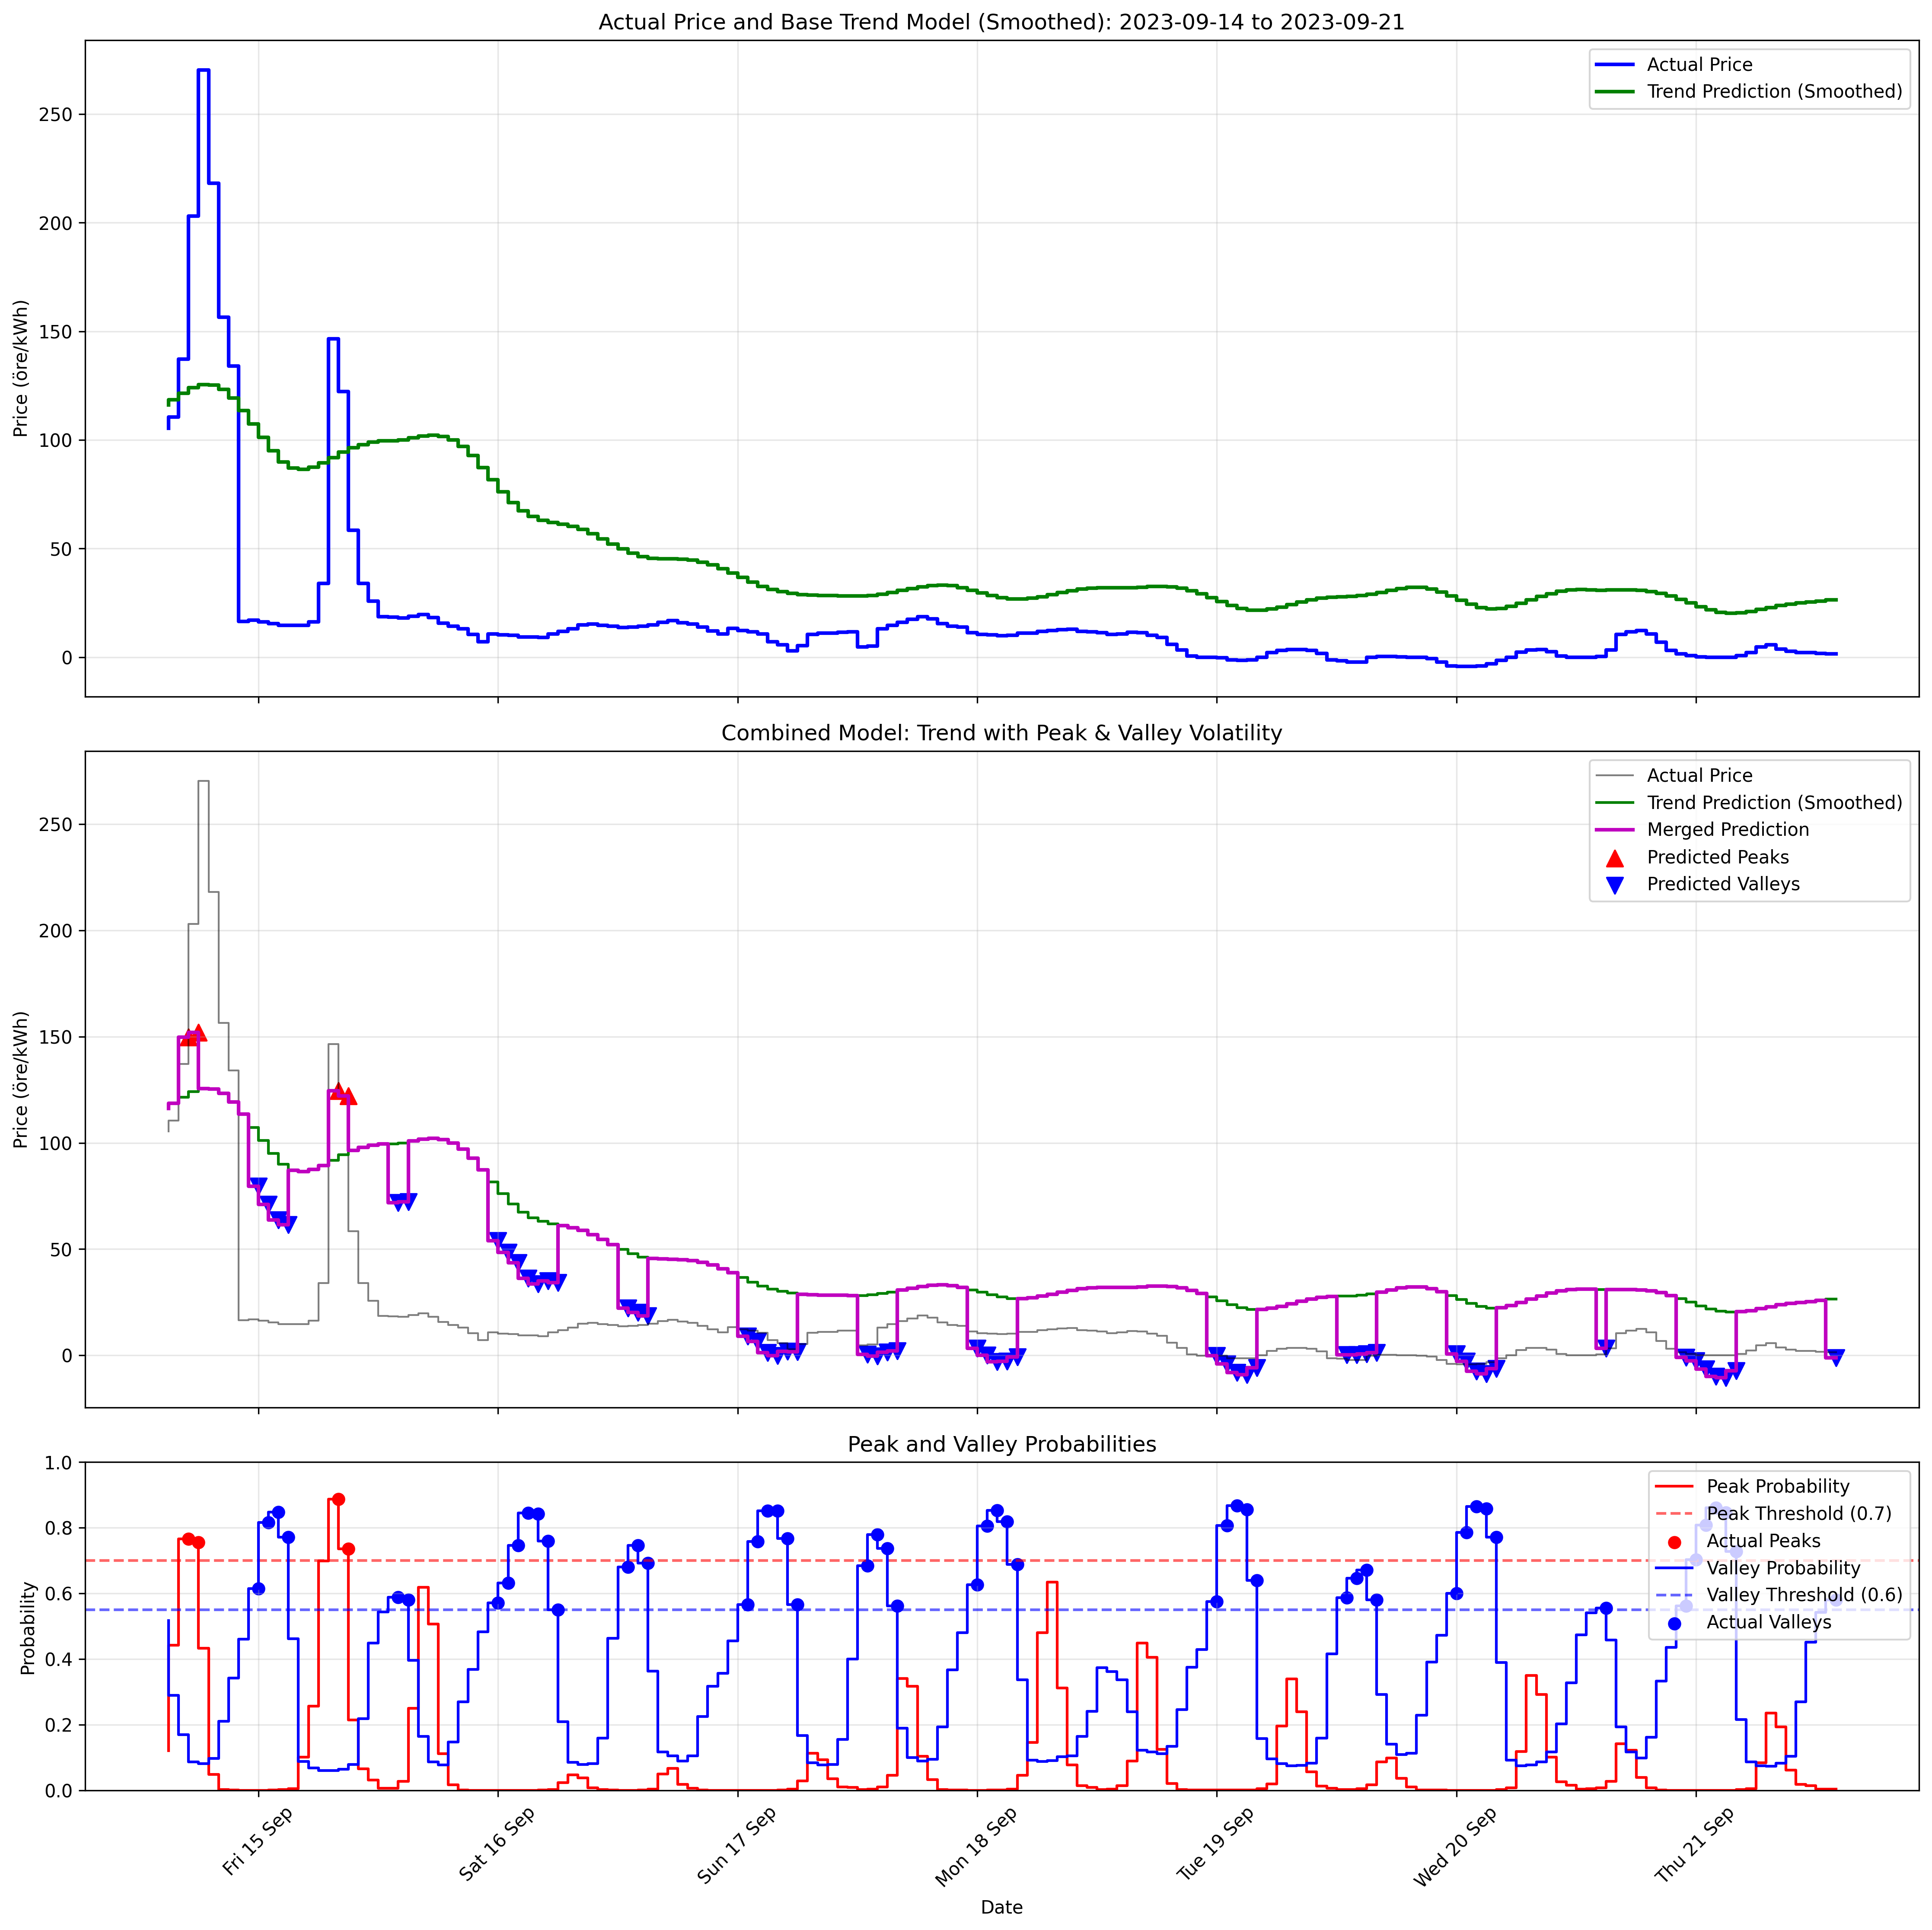 Actual Price and Base Trend Model (Smoothed): 2023-09-14 to 2023-09-21
Price (öre/kWh)
250
200
150
100
50
0
Actual Price
Trend Prediction (Smoothed)
Combined Model: Trend with Peak & Valley Volatility
Price (öre/kWh)
250
200
150
100
50
0
Actual Price
Trend Prediction (Smoothed)
Merged Prediction
Predicted Peaks
Predicted Valleys
Peak and Valley Probabilities
Probability
1.0
0.8
0.6
0.4
0.2
0.0
Peak Probability
Peak Threshold (0.7)
Actual Peaks
Valley Probability
Valley Threshold (0.6)
Actual Valleys
Fri 15 Sep
Sat 16 Sep
Sun 17 Sep
Mon 18 Sep
Tue 19 Sep
Wed 20 Sep
Thu 21 Sep
Date